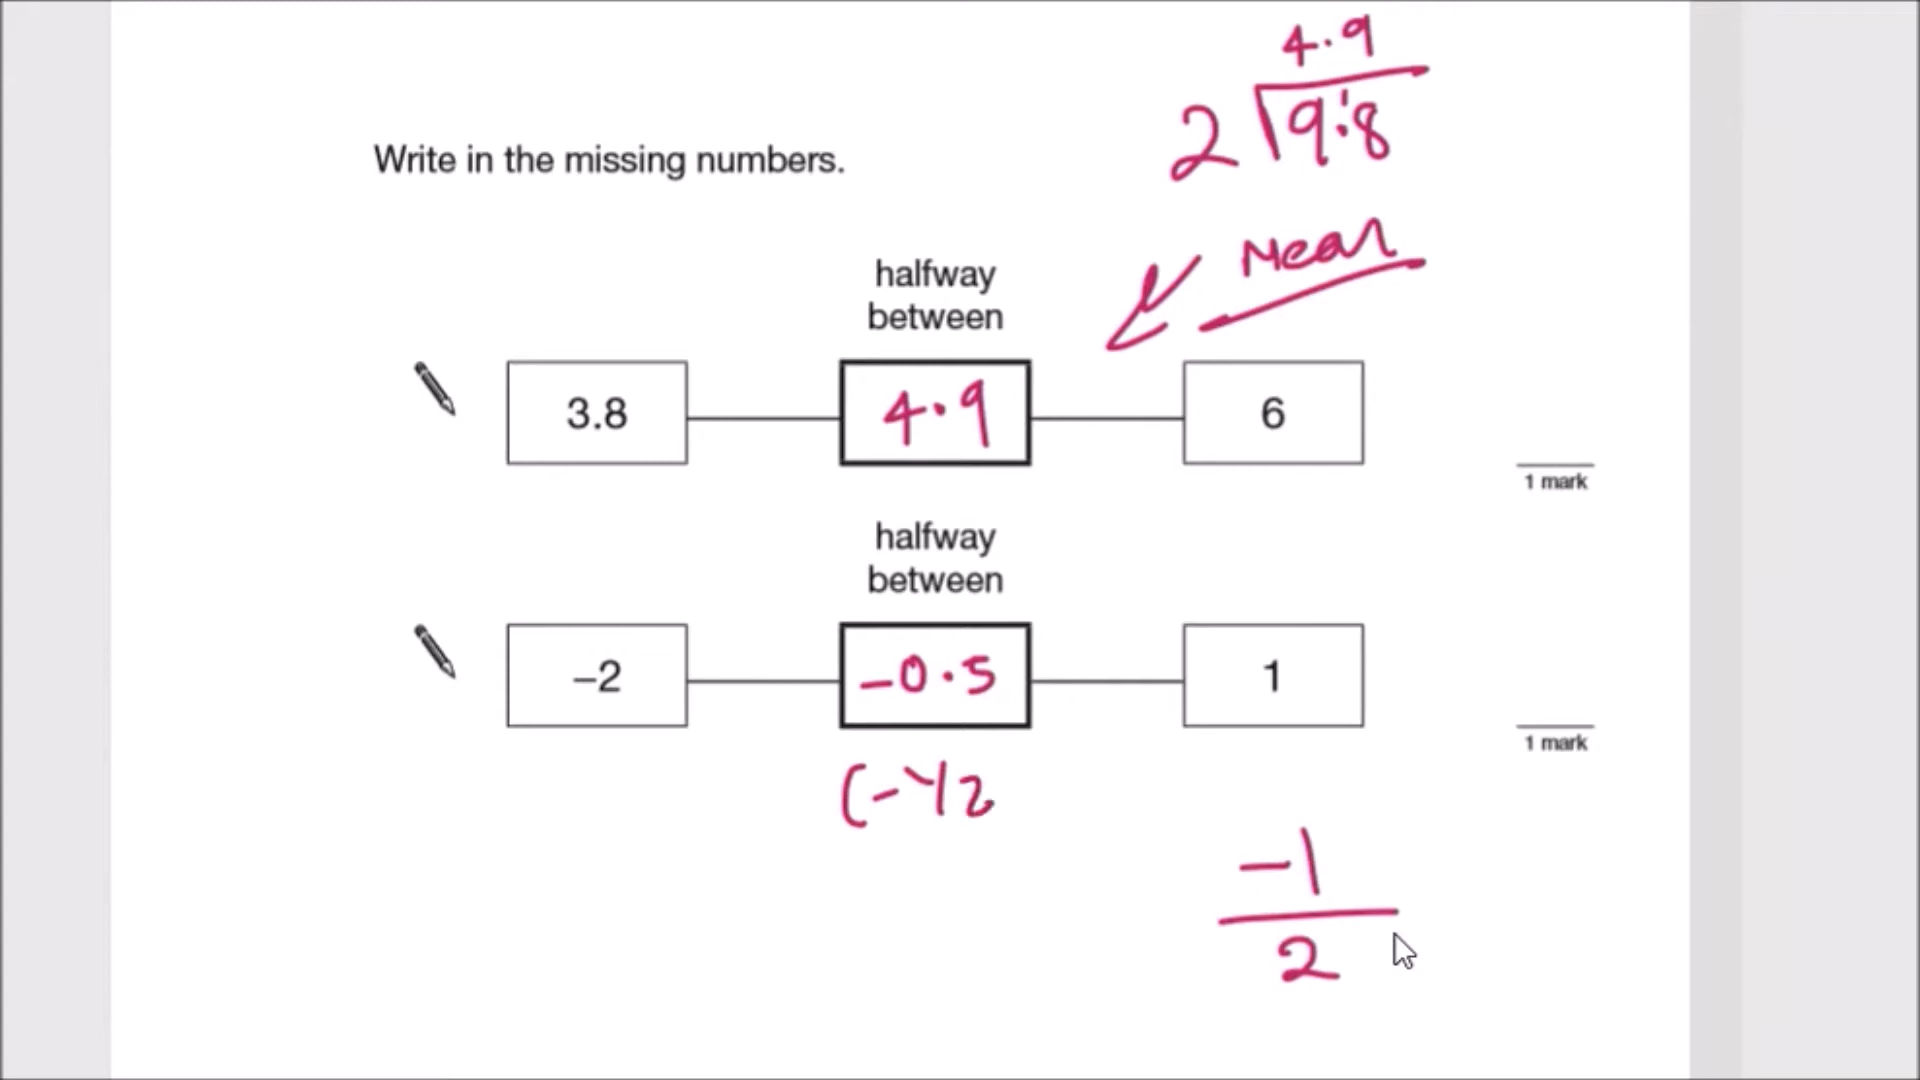 4.9
2 9.8
Write in the missing numbers.
Mean
halfway
between
3.8 4.9 6
1 mark
halfway
between
–2 -0.5 1
1 mark
(-1/2
-1
2